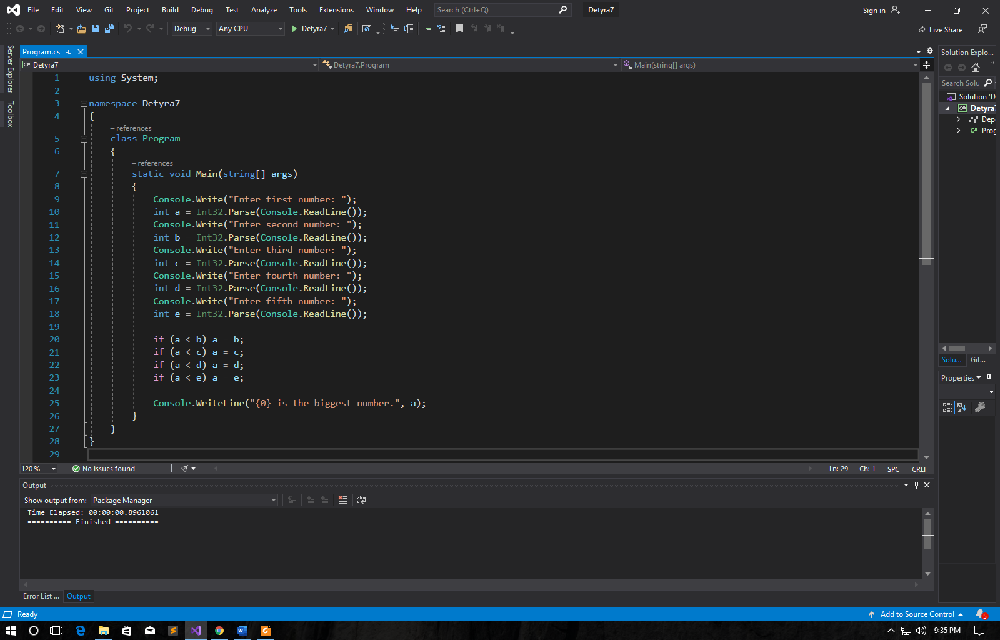 File Edit View Git Project Build Debug Test Analyze Tools Extensions Window Help Search (Ctrl+Q) Detyra7 Sign in
Debug Any CPU Detyra7 Live Share
Server Explorer
Toolbox
Program.cs
C# Detyra7 Detyra7.Program Main(string[] args)
1 using System;
2
3 namespace Detyra7
4 {
– references
5 class Program
6 {
– references
7 static void Main(string[] args)
8 {
9 Console.Write("Enter first number: ");
10 int a = Int32.Parse(Console.ReadLine());
11 Console.Write("Enter second number: ");
12 int b = Int32.Parse(Console.ReadLine());
13 Console.Write("Enter third number: ");
14 int c = Int32.Parse(Console.ReadLine());
15 Console.Write("Enter fourth number: ");
16 int d = Int32.Parse(Console.ReadLine());
17 Console.Write("Enter fifth number: ");
18 int e = Int32.Parse(Console.ReadLine());
19
20 if (a < b) a = b;
21 if (a < c) a = c;
22 if (a < d) a = d;
23 if (a < e) a = e;
24
25 Console.WriteLine("{0} is the biggest number.", a);
26 }
27 }
28 }
29
120 % No issues found Ln: 29 Ch: 1 SPC CRLF
Output
Show output from: Package Manager
Time Elapsed: 00:00:00.8961061
========== Finished ==========
Error List ... Output
Solution Explo...
Search Solu
Solution 'D
C# Detyra7
Dep
C# Prog
Solu... Git...
Properties
Ready Add to Source Control 5
9:35 PM